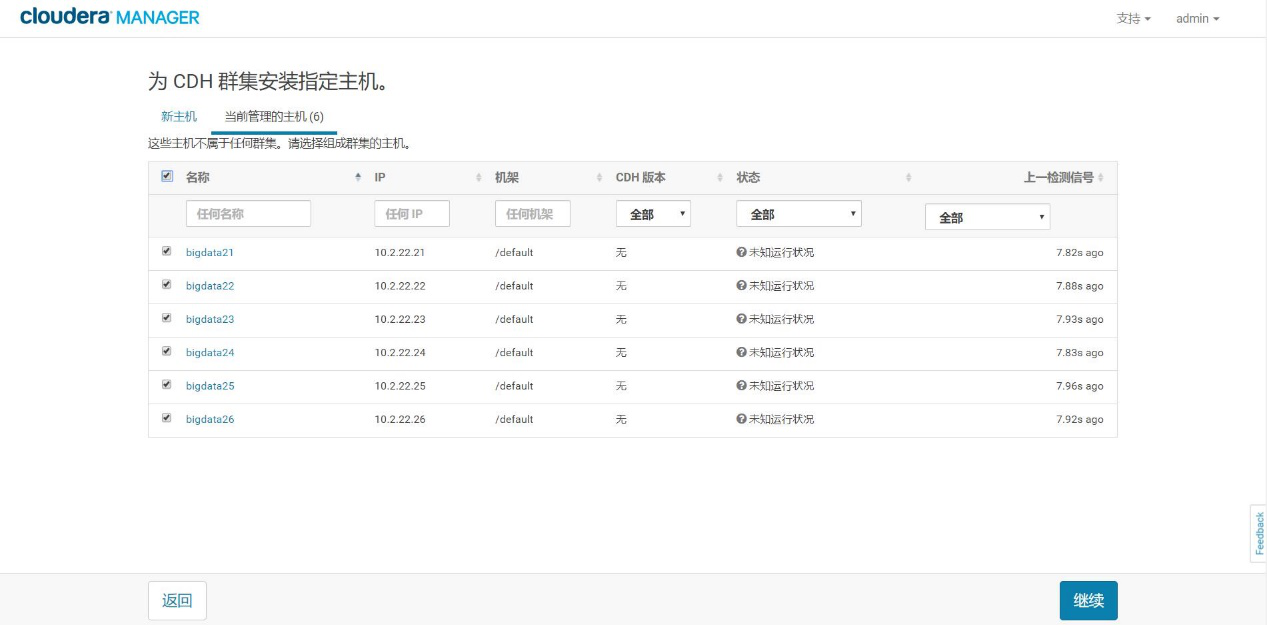 cloudera MANAGER 支持 admin
为 CDH 群集安装指定主机。
新主机 当前管理的主机 (6)
这些主机不属于任何群集。请选择组成群集的主机。
名称 IP 机架 CDH 版本 状态 上一检测信号
任何名称 任何 IP 任何机架 全部 全部 全部
bigdata21 10.2.22.21 /default 无 未知运行状况 7.82s ago
bigdata22 10.2.22.22 /default 无 未知运行状况 7.88s ago
bigdata23 10.2.22.23 /default 无 未知运行状况 7.93s ago
bigdata24 10.2.22.24 /default 无 未知运行状况 7.83s ago
bigdata25 10.2.22.25 /default 无 未知运行状况 7.96s ago
bigdata26 10.2.22.26 /default 无 未知运行状况 7.92s ago
Feedback
返回 继续